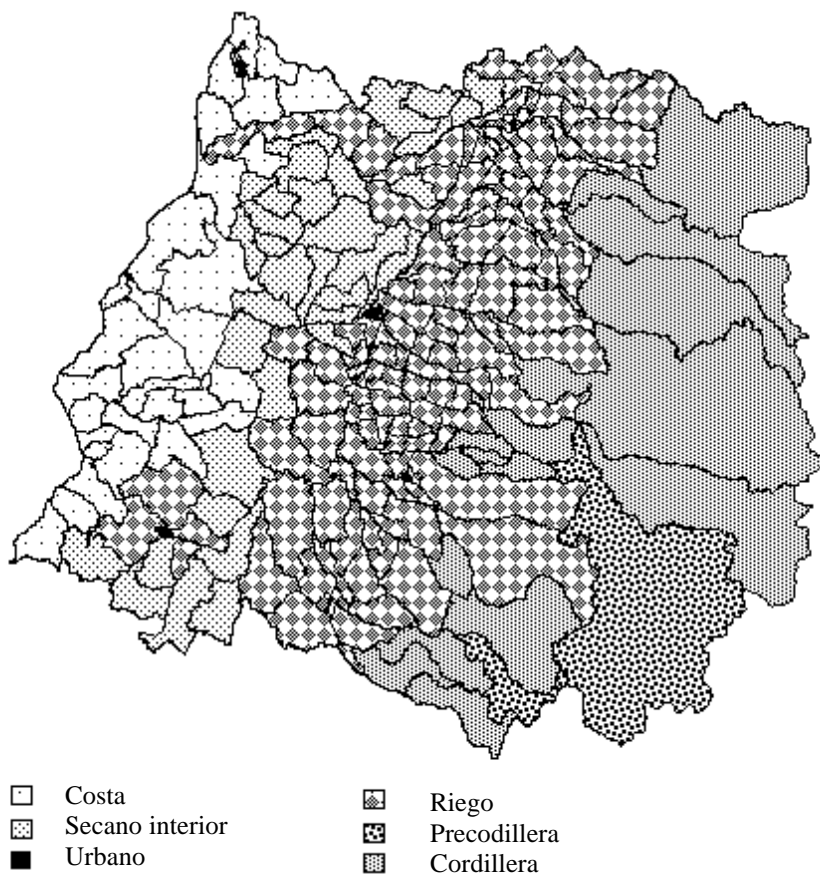 Costa
Secano interior
Urbano
Riego
Precodillera
Cordillera